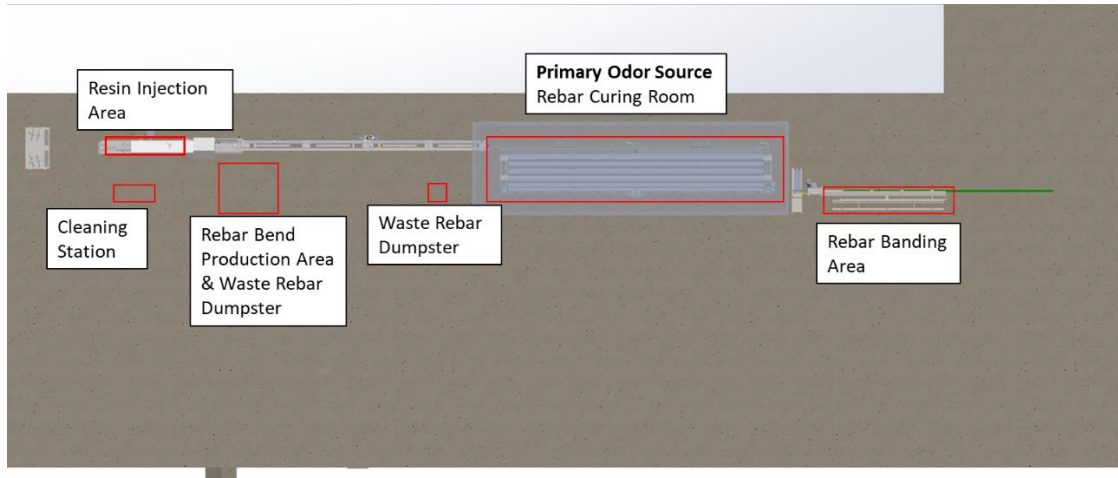 Resin Injection
Area
Primary Odor Source
Rebar Curing Room
Cleaning
Station
Rebar Bend
Production Area
& Waste Rebar
Dumpster
Waste Rebar
Dumpster
Rebar Banding
Area